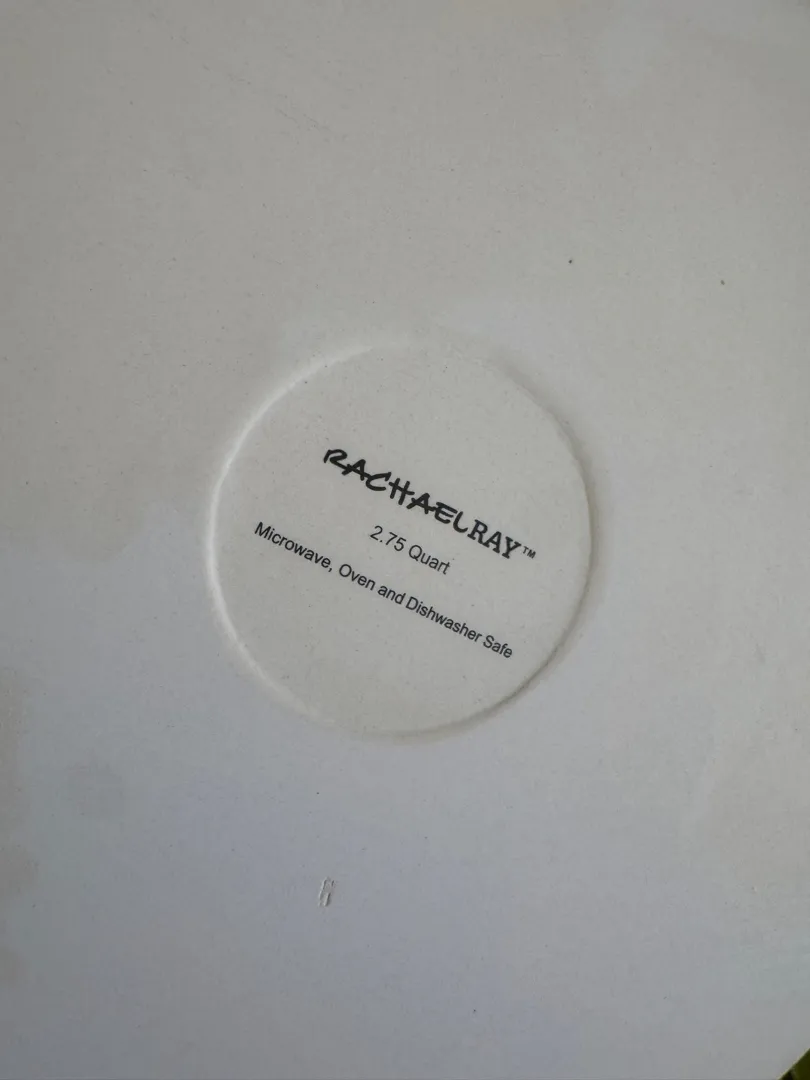 RACHAELRAY™
2.75 Quart
Microwave, Oven and Dishwasher Safe